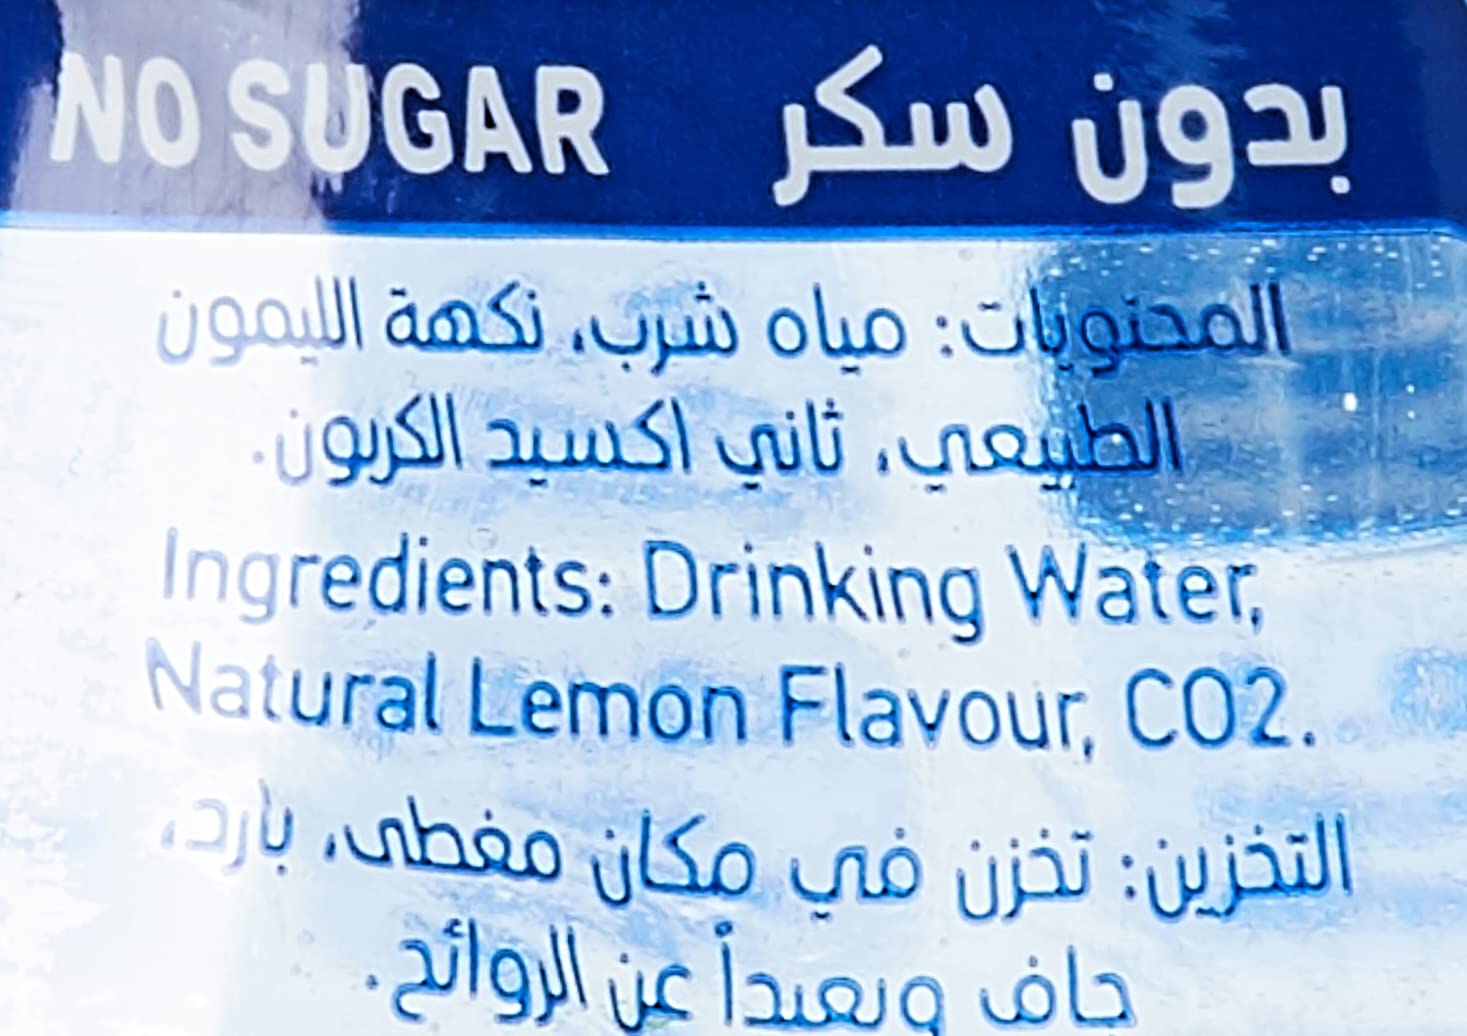 NO SUGAR بدون سكر
المحتويات: مياه شرب، نكهة الليمون
الطبيعي، ثاني اكسيد الكربون.
Ingredients: Drinking Water,
Natural Lemon Flavour, CO2.
التخزين: تخزن في مكان مغطى، بارد،
جاف وبعيداً عن الروائح.